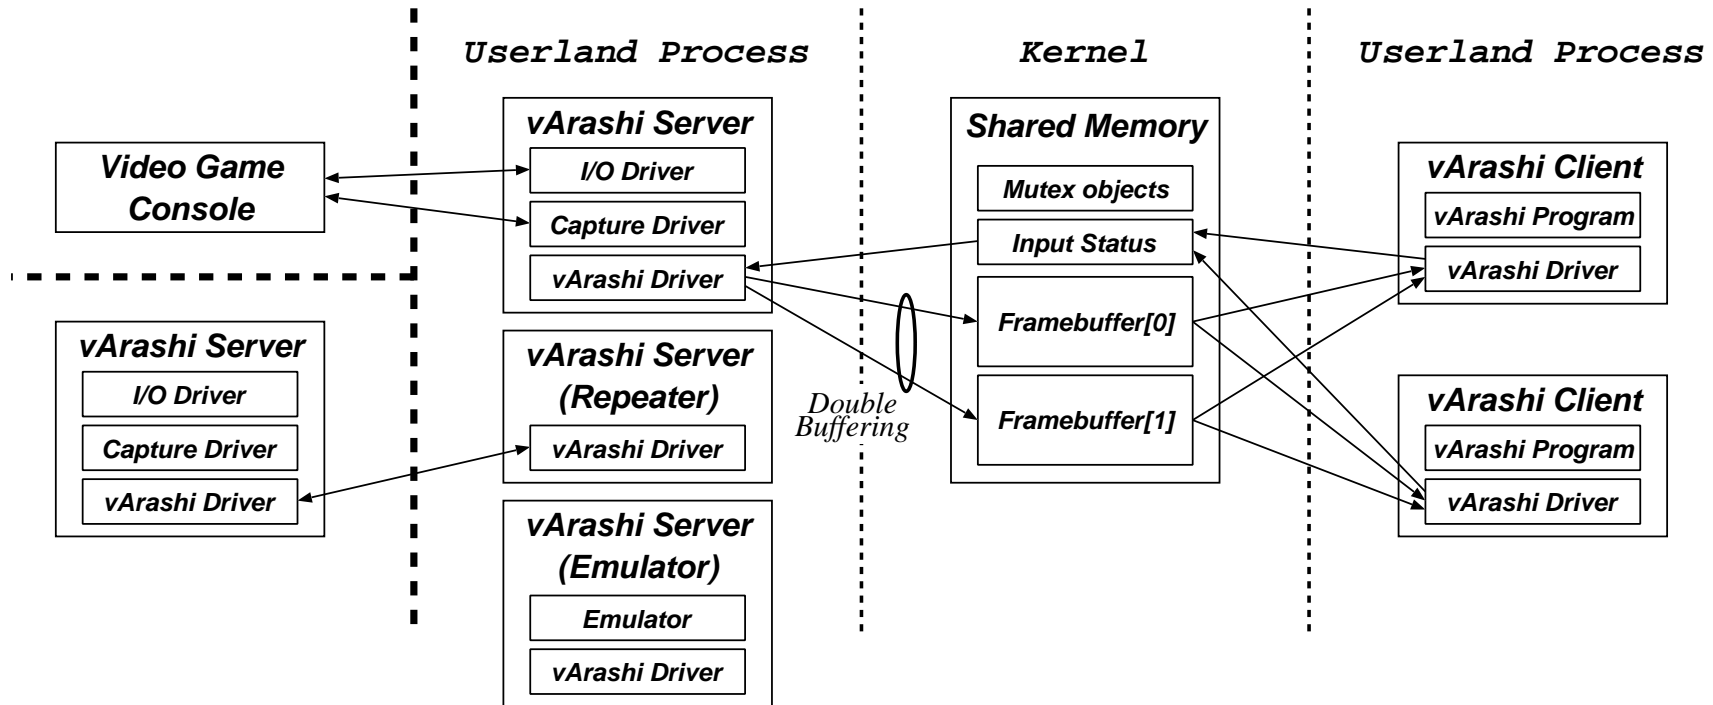 Userland Process
Kernel
Userland Process
Video Game
Console
vArashi Server
I/O Driver
Capture Driver
vArashi Driver
vArashi Server
I/O Driver
Capture Driver
vArashi Driver
vArashi Server
(Repeater)
vArashi Driver
vArashi Server
(Emulator)
Emulator
vArashi Driver
Double
Buffering
Shared Memory
Mutex objects
Input Status
Framebuffer[0]
Framebuffer[1]
vArashi Client
vArashi Program
vArashi Driver
vArashi Client
vArashi Program
vArashi Driver